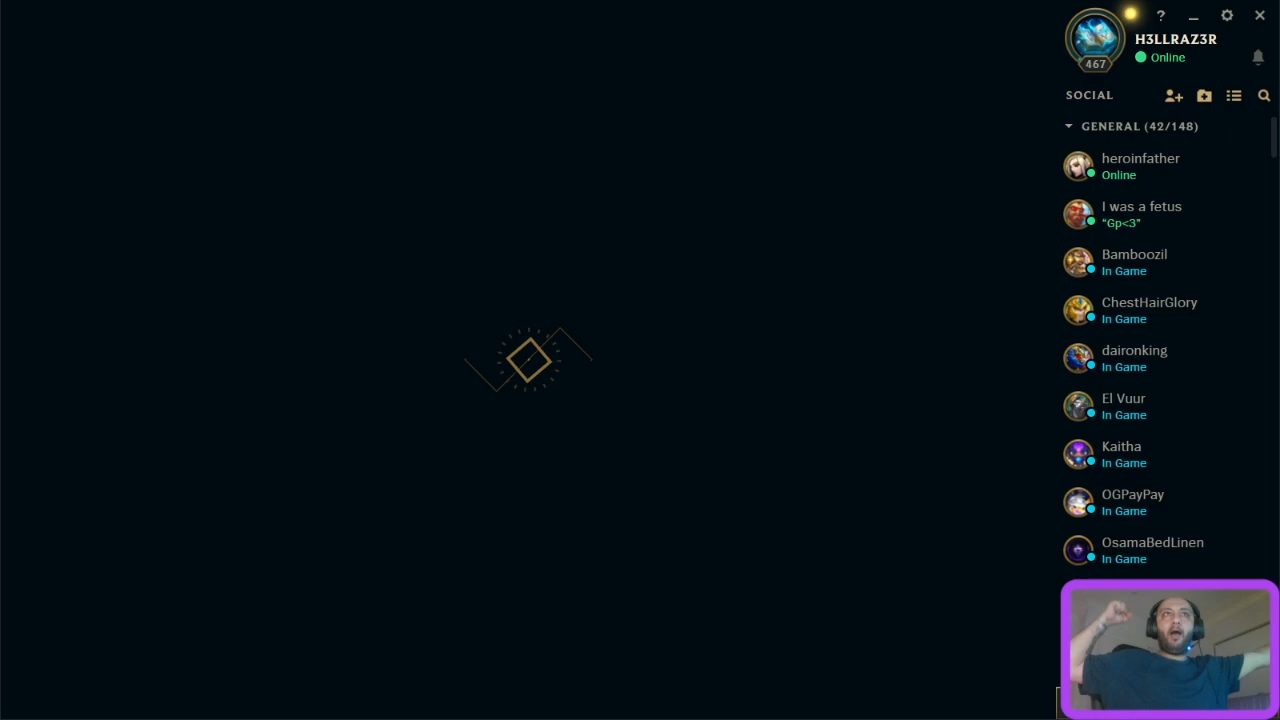 ?
H3LLRAZ3R
467
Online
SOCIAL
GENERAL (42/148)
heroinfather
Online
I was a fetus
"Gp<3"
Bamboozil
In Game
ChestHairGlory
In Game
daironking
In Game
El Vuur
In Game
Kaitha
In Game
OGPayPay
In Game
OsamaBedLinen
In Game